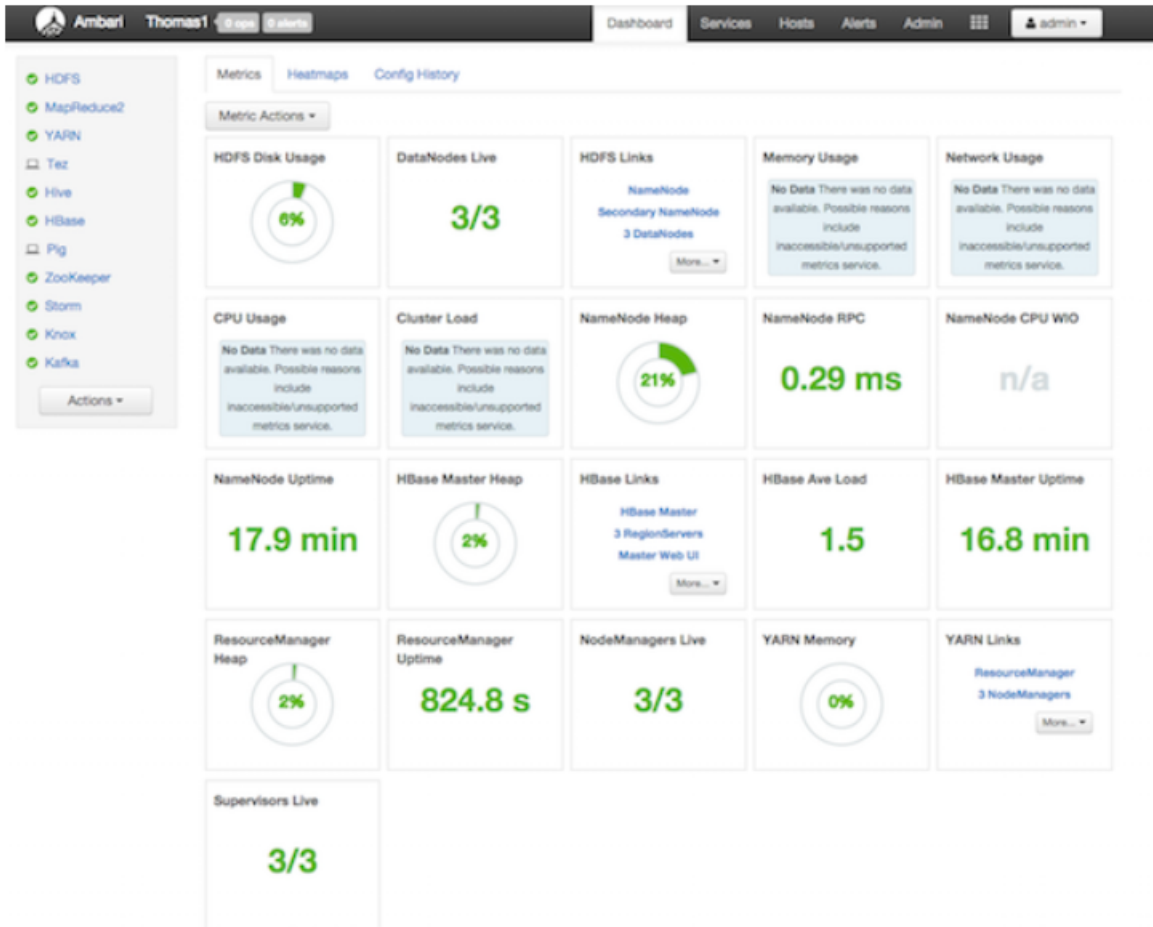 Ambari Thomas1 0 ops 0 alerts Dashboard Services Hosts Alerts Admin admin
HDFS
MapReduce2
YARN
Tez
Hive
HBase
Pig
ZooKeeper
Storm
Knox
Kafka
Actions
Metrics Heatmaps Config History
Metric Actions
HDFS Disk Usage
6%
DataNodes Live
3/3
HDFS Links
NameNode
Secondary NameNode
3 DataNodes
More...
Memory Usage
No Data There was no data
available. Possible reasons
include
inaccessible/unsupported
metrics service.
Network Usage
No Data There was no data
available. Possible reasons
include
inaccessible/unsupported
metrics service.
CPU Usage
No Data There was no data
available. Possible reasons
include
inaccessible/unsupported
metrics service.
Cluster Load
No Data There was no data
available. Possible reasons
include
inaccessible/unsupported
metrics service.
NameNode Heap
21%
NameNode RPC
0.29 ms
NameNode CPU WIO
n/a
NameNode Uptime
17.9 min
HBase Master Heap
2%
HBase Links
HBase Master
3 RegionServers
Master Web UI
More...
HBase Ave Load
1.5
HBase Master Uptime
16.8 min
ResourceManager
Heap
2%
ResourceManager
Uptime
824.8 s
NodeManagers Live
3/3
YARN Memory
0%
YARN Links
ResourceManager
3 NodeManagers
More...
Supervisors Live
3/3